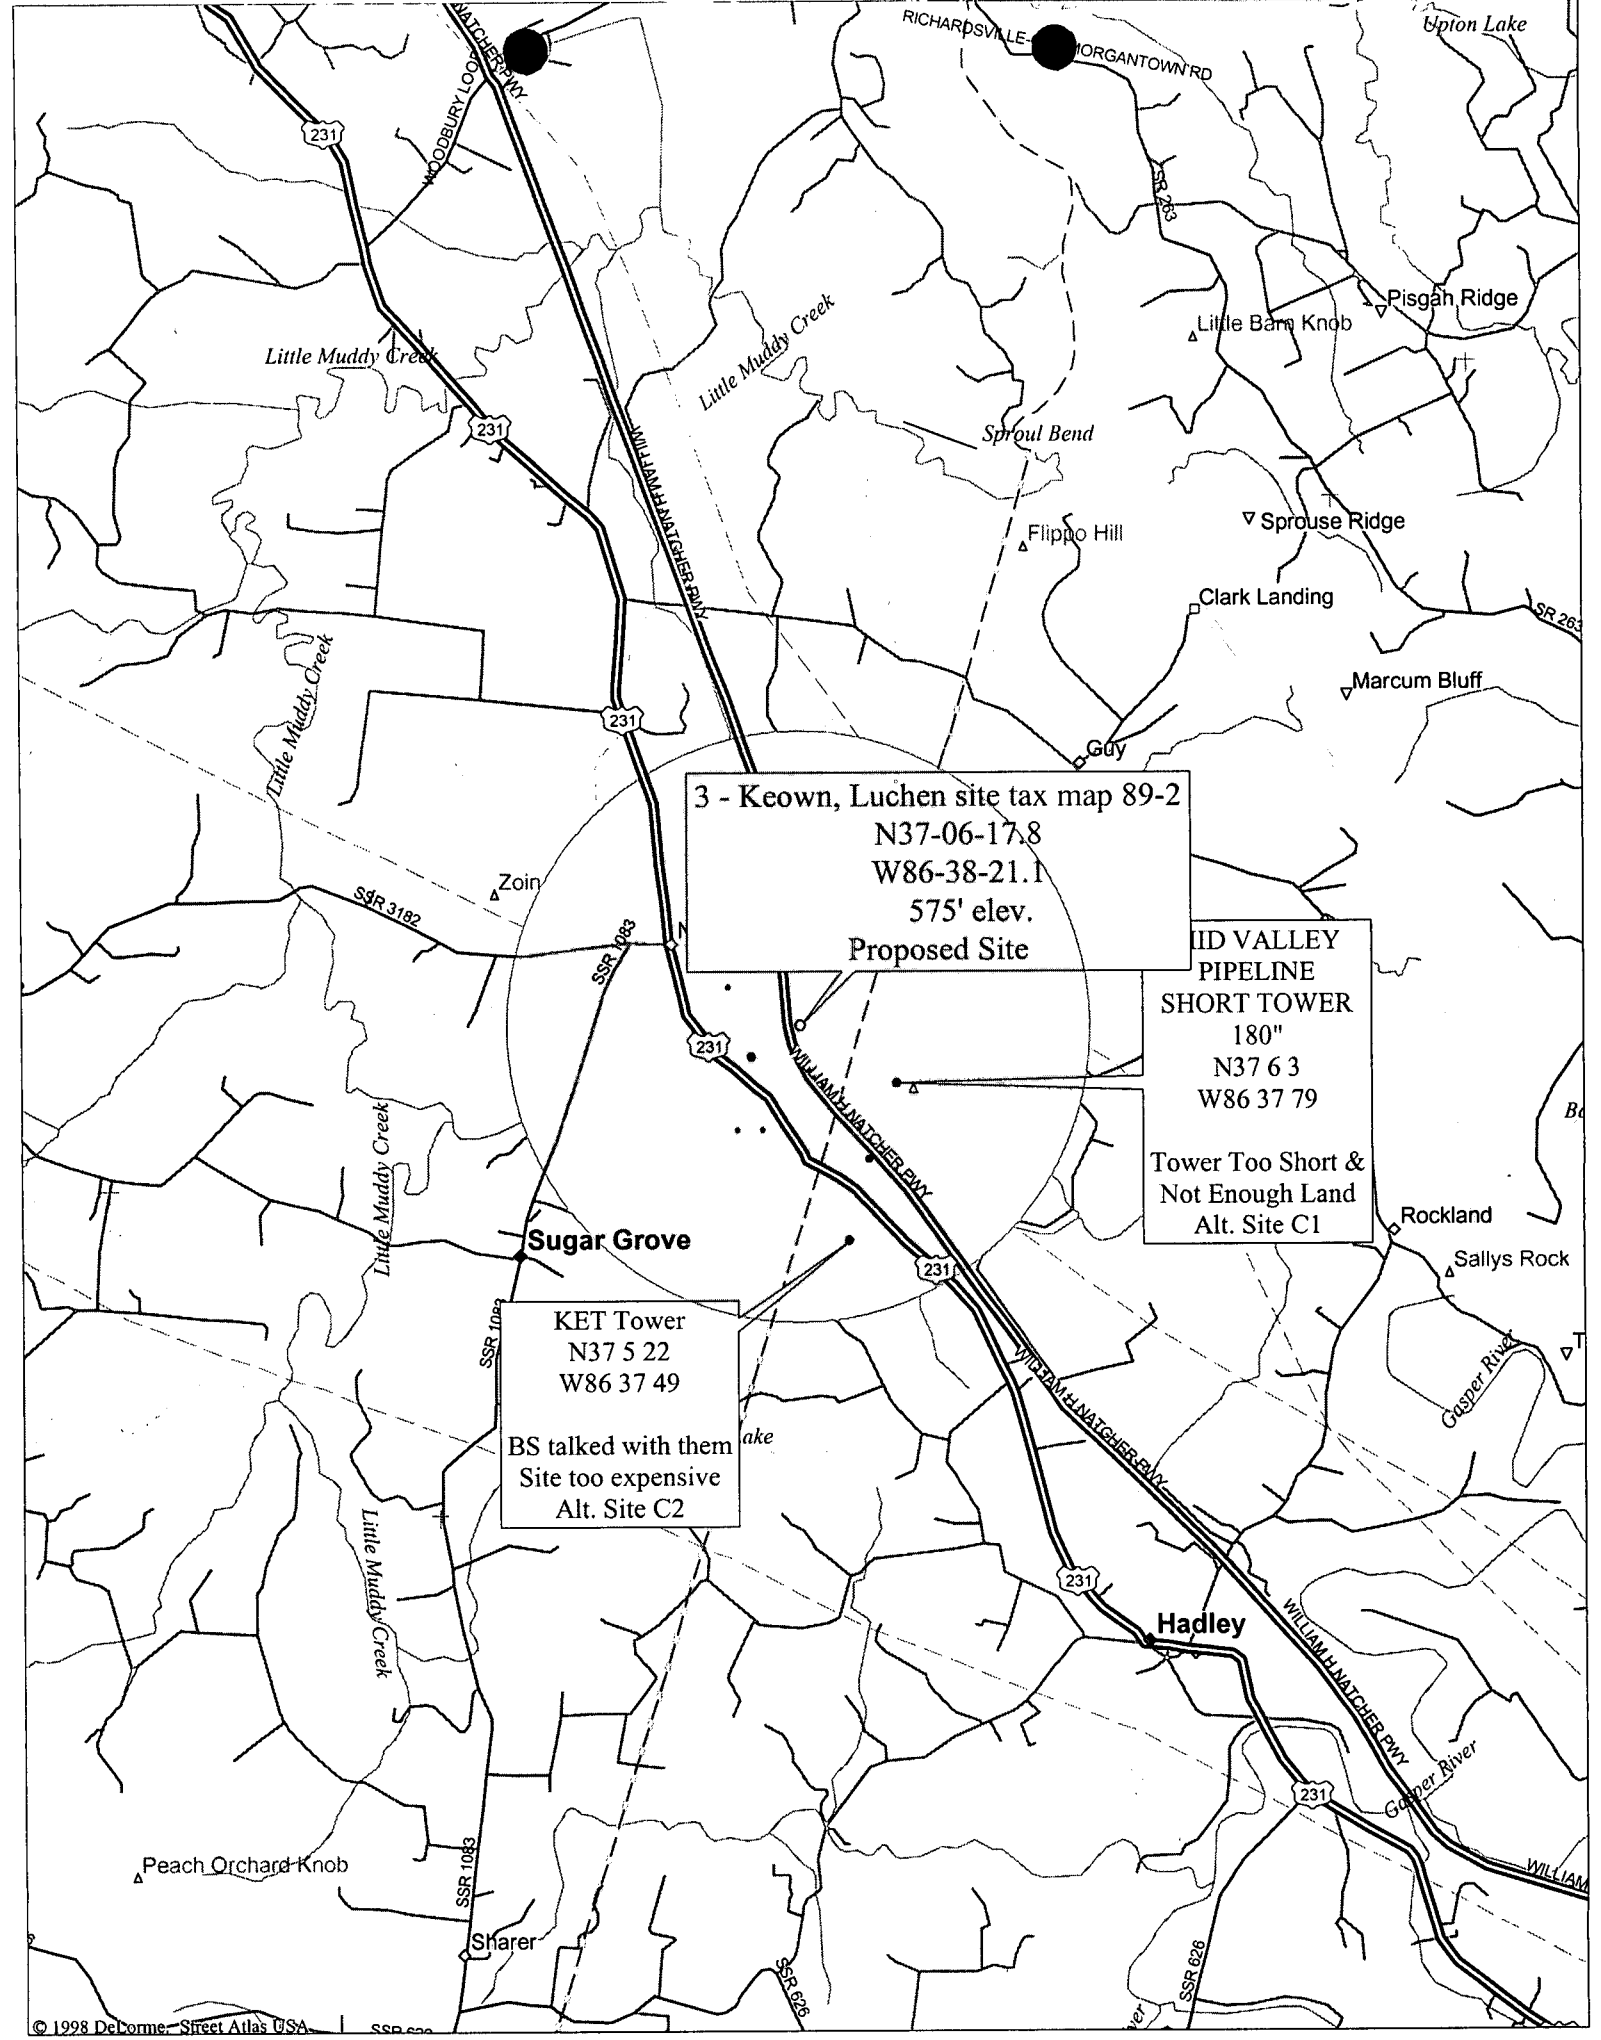 NATCHER PWY
WOODBURY LOOP
RICHARDSVILLE-
MORGANTOWN RD
Upton Lake
231
SR 263
Pisgah Ridge
Little Barn Knob
Little Muddy Creek
Little Muddy Creek
231
WILLIAM H NATCHER PWY
Sproul Bend
Flippo Hill
Sprouse Ridge
Clark Landing
SR 263
Little Muddy Creek
Marcum Bluff
231
Guy
3 - Keown, Luchen site tax map 89-2
N37-06-17.8
W86-38-21.1
575' elev.
Proposed Site
Zoin
SSR 3182
SSR 1083
N
IID VALLEY
PIPELINE
SHORT TOWER
180"
N37 6 3
W86 37 79
Tower Too Short &
Not Enough Land
Alt. Site C1
231
WILLIAM H NATCHER PWY
Little Muddy Creek
Sugar Grove
231
Rockland
Sallys Rock
SSR 1083
KET Tower
N37 5 22
W86 37 49
BS talked with them
Site too expensive
Alt. Site C2
ake
WILLIAM H NATCHER PWY
Gasper River
T
Little Muddy Creek
231
Hadley
WILLIAM H NATCHER PWY
Gasper River
231
Peach Orchard Knob
SSR 1083
WILLIAM
Sharer
SSR 626
SSR 626
ver
© 1998 DeLorme. Street Atlas USA